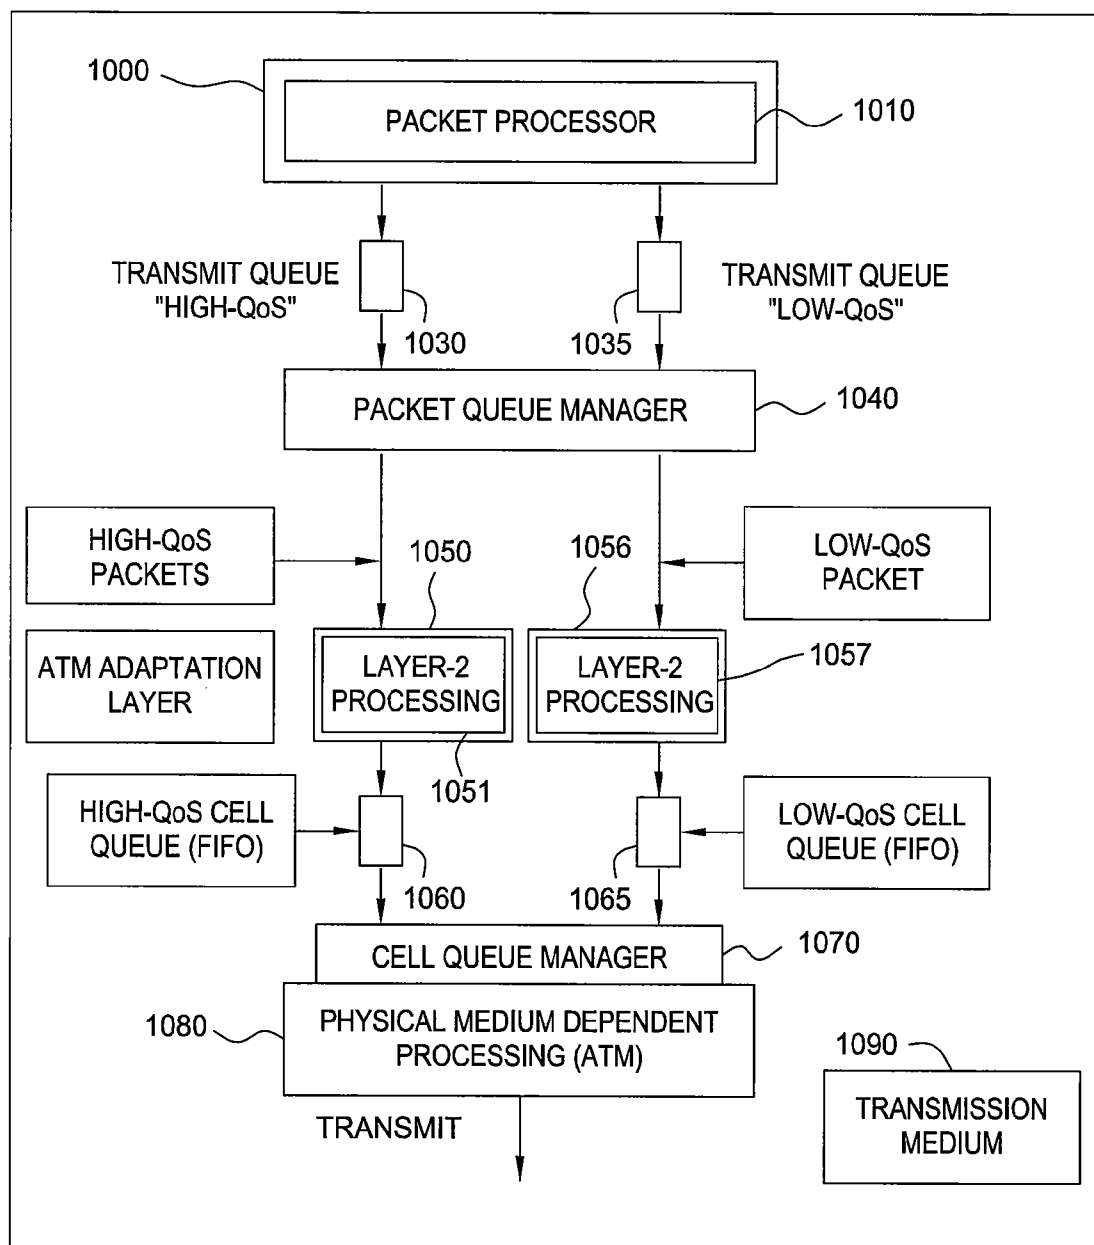 1000
PACKET PROCESSOR
1010
TRANSMIT QUEUE
"HIGH-QoS"
1030
1035
TRANSMIT QUEUE
"LOW-QoS"
PACKET QUEUE MANAGER
1040
HIGH-QoS
PACKETS
1050
1056
LOW-QoS
PACKET
ATM ADAPTATION
LAYER
LAYER-2
PROCESSING
1051
LAYER-2
PROCESSING
1057
HIGH-QoS CELL
QUEUE (FIFO)
1060
1065
LOW-QoS CELL
QUEUE (FIFO)
CELL QUEUE MANAGER
1070
1080
PHYSICAL MEDIUM DEPENDENT
PROCESSING (ATM)
TRANSMIT
1090
TRANSMISSION
MEDIUM